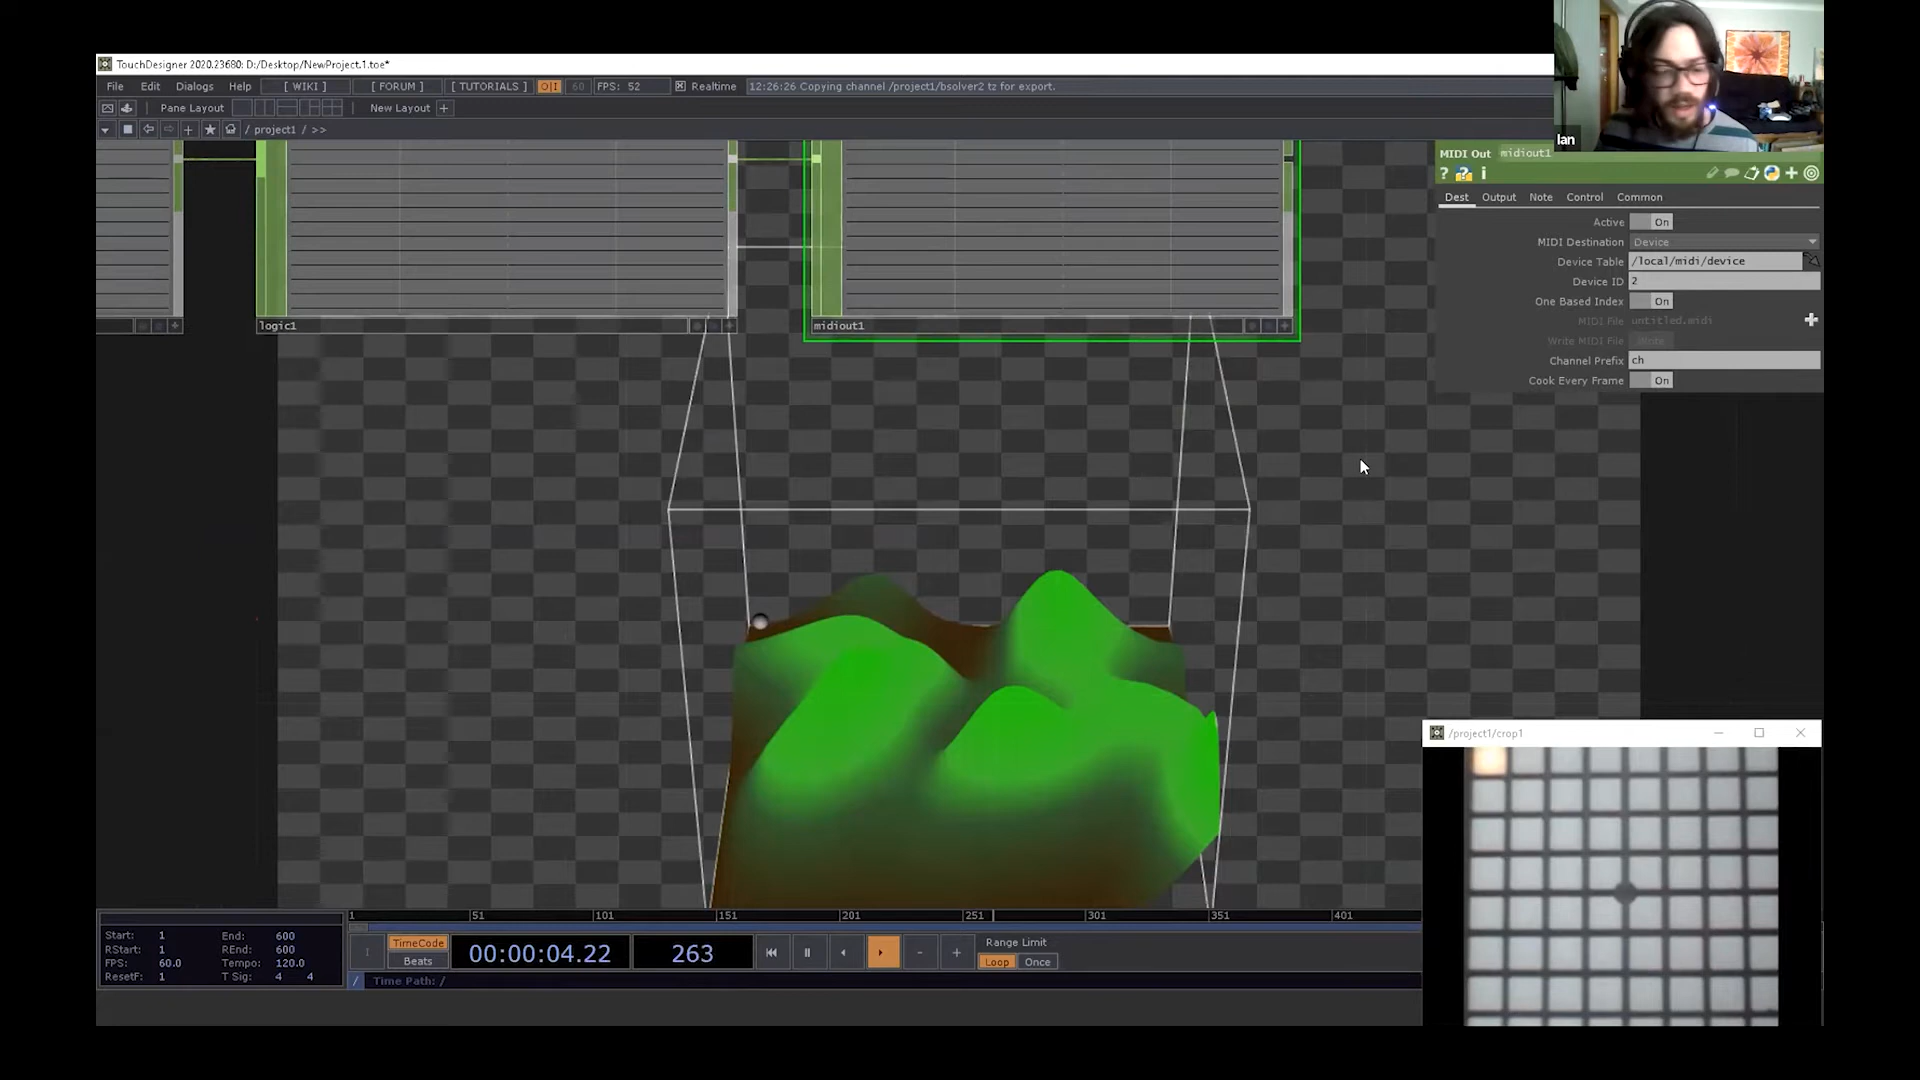 TouchDesigner 2020.23680: D:/Desktop/NewProject.1.toe*
File Edit Dialogs Help [ WIKI ] [ FORUM ] [ TUTORIALS ] O|I 60 FPS: 52 Realtime 12:26:26 Copying channel /project1/bsolver2 tz for export.
Pane Layout New Layout +
/ project1 / >>
Ian
MIDI Out midiout1
? ? i
Dest Output Note Control Common
Active On
MIDI Destination Device
Device Table /local/midi/device
Device ID 2
One Based Index On
MIDI File untitled.midi
Write MIDI File Write
Channel Prefix ch
Cook Every Frame On
logic1
midiout1
/project1/crop1
1 51 101 151 201 251 301 351 401
Start: 1 End: 600
RStart: 1 REnd: 600
FPS: 60.0 Tempo: 120.0
ResetF: 1 T Sig: 4 4
TimeCode
Beats
00:00:04.22
263
Range Limit
Loop Once
/ Time Path: /